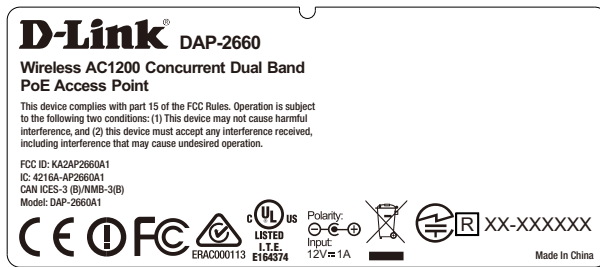 D-Link® DAP-2660
Wireless AC1200 Concurrent Dual Band
PoE Access Point
This device complies with part 15 of the FCC Rules. Operation is subject
to the following two conditions: (1) This device may not cause harmful
interference, and (2) this device must accept any interference received,
including interference that may cause undesired operation.
FCC ID: KA2AP2660A1
IC: 4216A-AP2660A1
CAN ICES-3 (B)/NMB-3(B)
Model: DAP-2660A1
CE FC
ERAC000113
C UL US
LISTED
I.T.E.
E164374
Polarity:
Input:
12V⎓1A
R XX-XXXXXX
Made In China